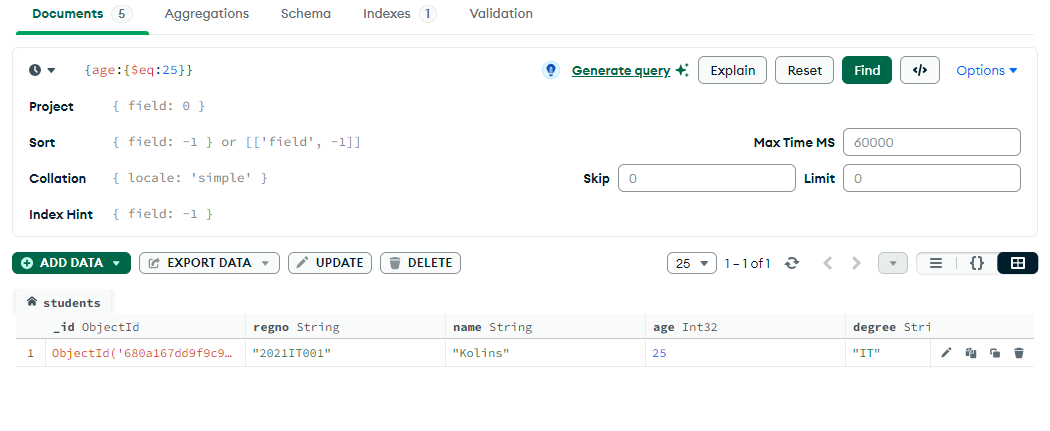 Documents 5 Aggregations Schema Indexes 1 Validation
{age:{$eq:25}} Generate query Explain Reset Find </> Options
Project { field: 0 }
Sort { field: -1 } or [['field', -1]] Max Time MS 60000
Collation { locale: 'simple' } Skip 0 Limit 0
Index Hint { field: -1 }
ADD DATA EXPORT DATA UPDATE DELETE 25 1 – 1 of 1 {}
students
_id ObjectId regno String name String age Int32 degree Stri
1 ObjectId('680a167dd9f9c9… "2021IT001" "Kolins" 25 "IT"